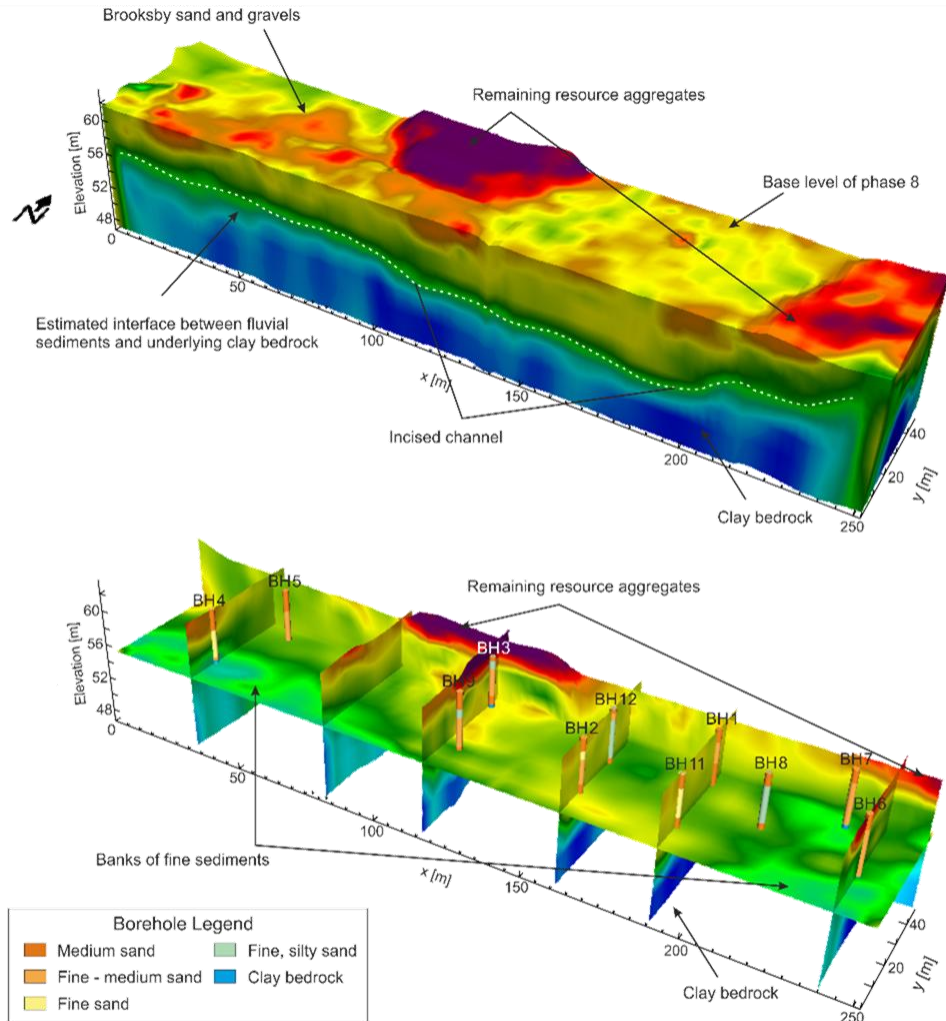 Brooksby sand and gravels
Remaining resource aggregates
Base level of phase 8
Elevation [m]
60
56
52
48
0
50
100
150
200
250
x [m]
20
40
y [m]
N
Estimated interface between fluvial
sediments and underlying clay bedrock
Incised channel
Clay bedrock
Remaining resource aggregates
Elevation [m]
60
56
52
48
0
50
100
150
200
250
x [m]
20
40
y [m]
BH4
BH5
BH3
BH2
BH12
BH11
BH1
BH8
BH7
BH6
Banks of fine sediments
Clay bedrock
Borehole Legend
Medium sand
Fine - medium sand
Fine sand
Fine, silty sand
Clay bedrock